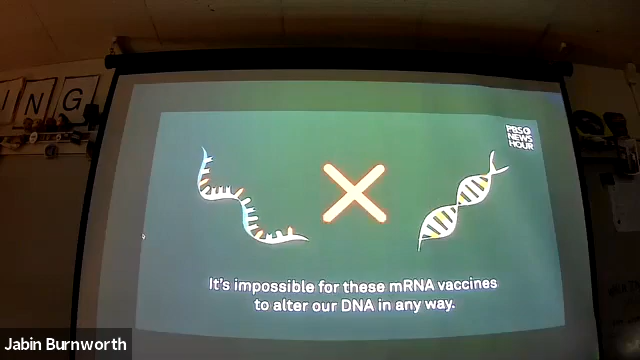 ING
PBS
NEWS
HOUR
It's impossible for these mRNA vaccines
to alter our DNA in any way.
Jabin Burnworth